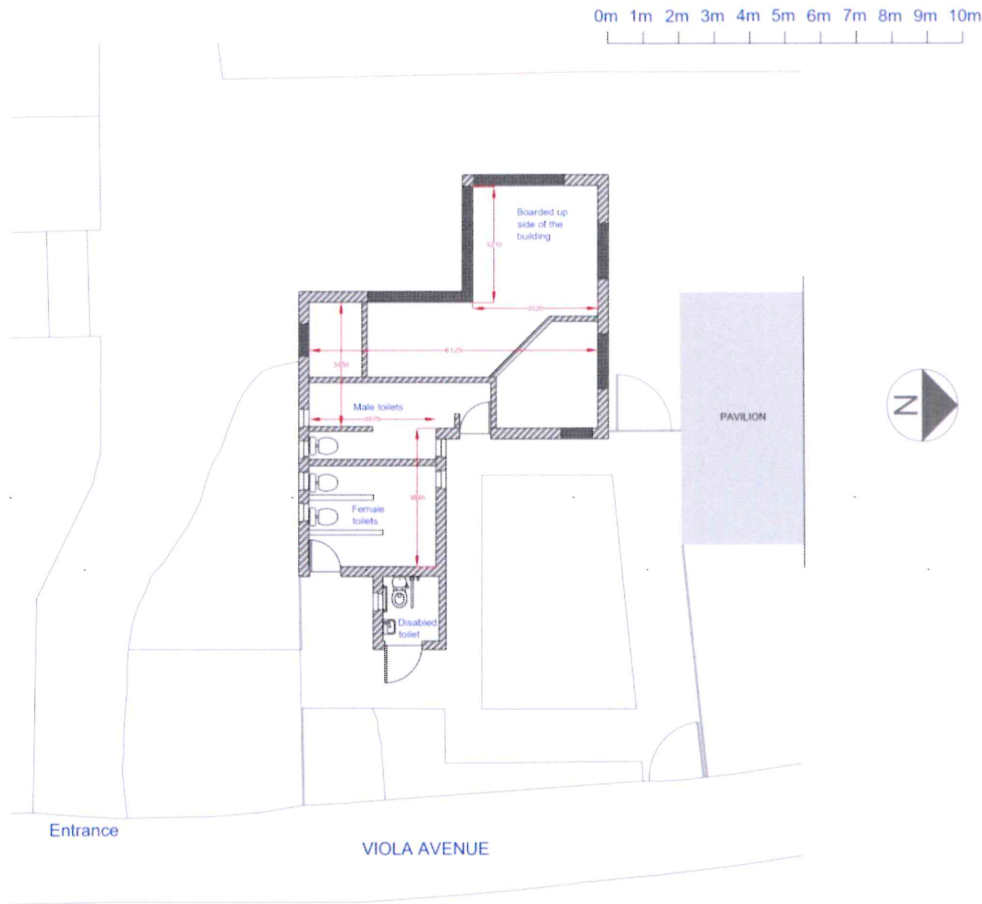 0m 1m 2m 3m 4m 5m 6m 7m 8m 9m 10m
Boarded up
side of the
building
Male toilets
PAVILION
N
Female
toilets
Disabled
toilet
Entrance
VIOLA AVENUE